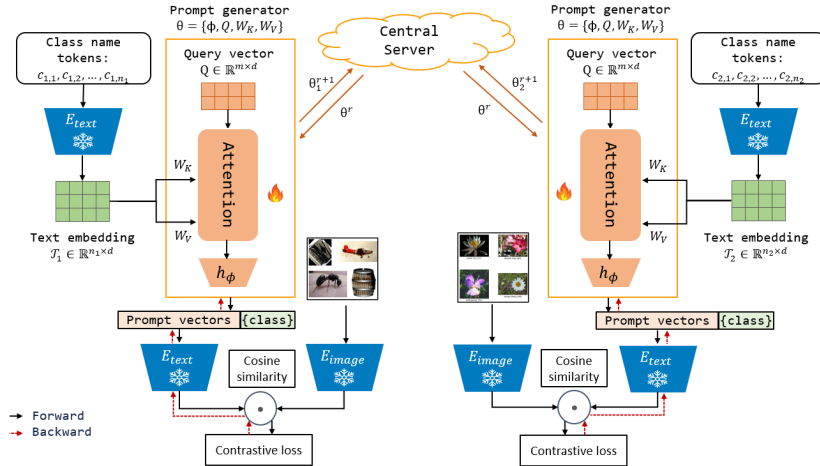 Prompt generator
θ = {ϕ, Q, W_K, W_V}
Class name
tokens:
c_{1,1}, c_{1,2}, ..., c_{1,n_1}
Query vector
Q ∈ ℝ^{m×d}
E_text
Attention
W_K
W_V
Text embedding
𝒯_1 ∈ ℝ^{n_1×d}
h_ϕ
Central
Server
θ_1^{r+1}
θ^r
θ_2^{r+1}
θ^r
Prompt generator
θ = {ϕ, Q, W_K, W_V}
Query vector
Q ∈ ℝ^{m×d}
Class name
tokens:
c_{2,1}, c_{2,2}, ..., c_{2,n_2}
E_text
Attention
W_K
W_V
Text embedding
𝒯_2 ∈ ℝ^{n_2×d}
h_ϕ
Prompt vectors {class}
E_text
Cosine
similarity
E_image
Contrastive loss
Prompt vectors {class}
E_image
Cosine
similarity
E_text
Contrastive loss
Forward
Backward